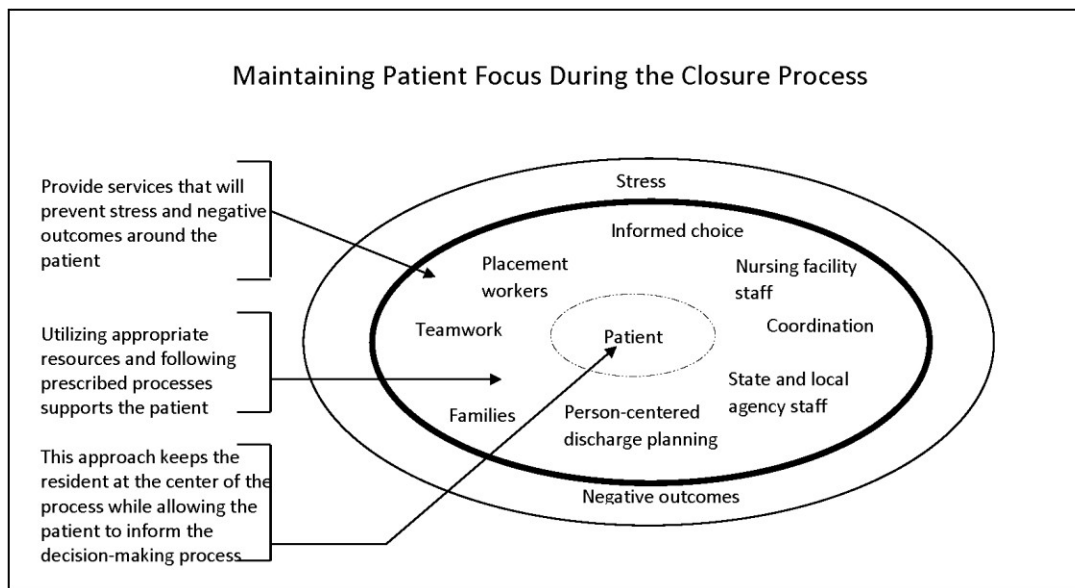 Maintaining Patient Focus During the Closure Process
Provide services that will
prevent stress and negative
outcomes around the
patient
Utilizing appropriate
resources and following
prescribed processes
supports the patient
This approach keeps the
resident at the center of the
process while allowing the
patient to inform the
decision-making process
Stress
Informed choice
Placement
workers
Nursing facility
staff
Teamwork
Patient
Coordination
Families
Person-centered
discharge planning
State and local
agency staff
Negative outcomes